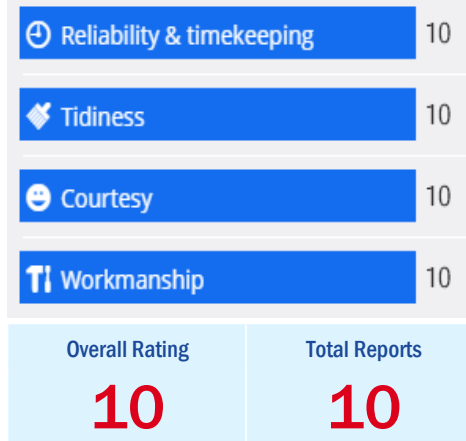 Reliability & timekeeping 10
Tidiness 10
Courtesy 10
Workmanship 10
Overall Rating Total Reports
10 10